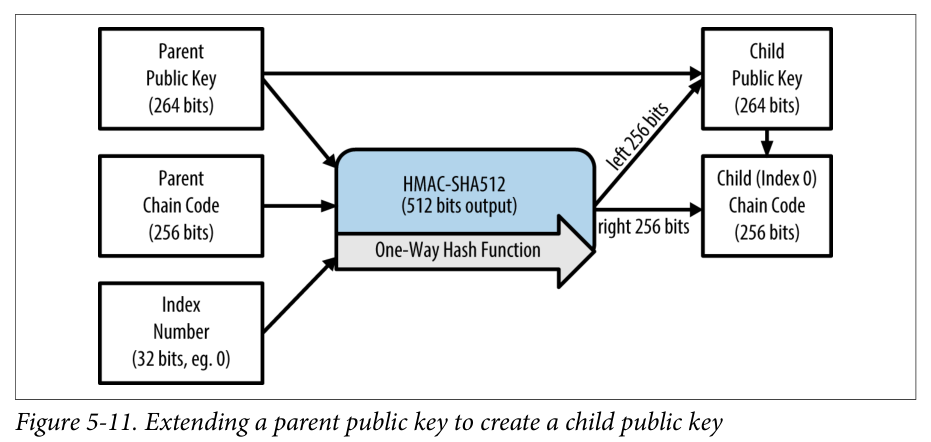 Parent
Public Key
(264 bits)
Child
Public Key
(264 bits)
left 256 bits
Parent
Chain Code
(256 bits)
HMAC-SHA512
(512 bits output)
One-Way Hash Function
right 256 bits
Child (Index 0)
Chain Code
(256 bits)
Index
Number
(32 bits, eg. 0)
Figure 5-11. Extending a parent public key to create a child public key